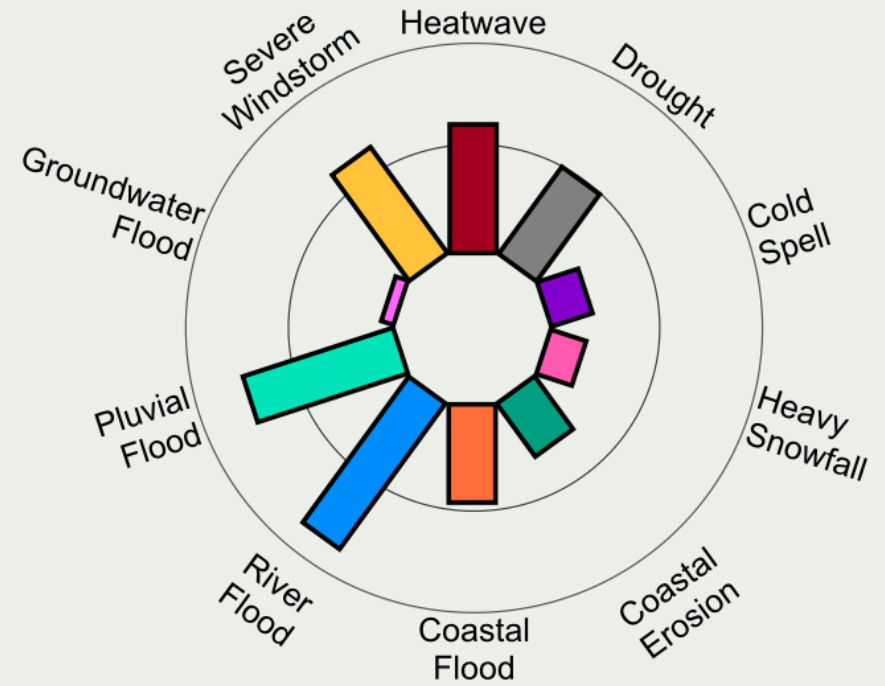 Heatwave
Drought
Cold
Spell
Heavy
Snowfall
Coastal
Erosion
Coastal
Flood
River
Flood
Pluvial
Flood
Groundwater
Flood
Severe
Windstorm